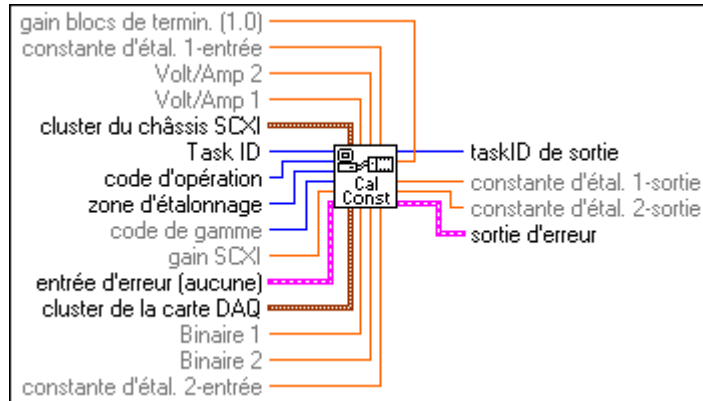 gain blocs de termin. (1.0)
constante d'étal. 1-entrée
Volt/Amp 2
Volt/Amp 1
cluster du châssis SCXI
Task ID
code d'opération
zone d'étalonnage
code de gamme
gain SCXI
entrée d'erreur (aucune)
cluster de la carte DAQ
Binaire 1
Binaire 2
constante d'étal. 2-entrée
Cal
Const
taskID de sortie
constante d'étal. 1-sortie
constante d'étal. 2-sortie
sortie d'erreur